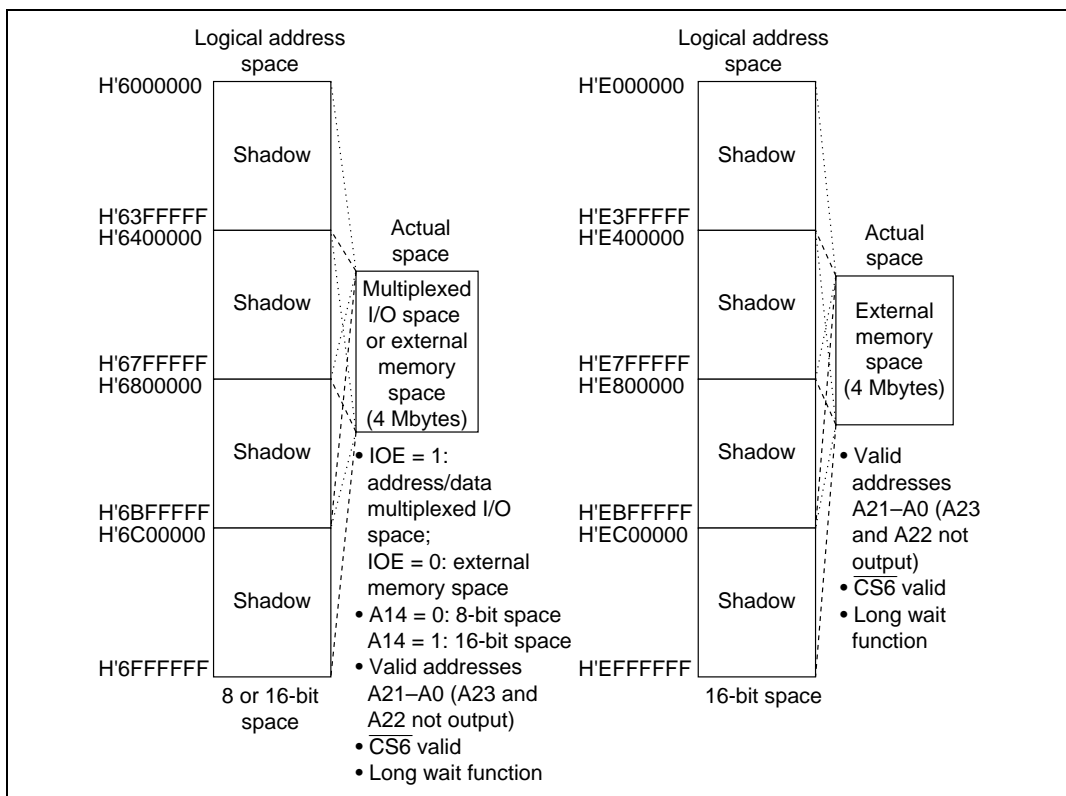 Logical address
space
H'6000000
Shadow
H'63FFFFF
H'6400000
Shadow
H'67FFFFF
H'6800000
Shadow
H'6BFFFFF
H'6C00000
Shadow
H'6FFFFFF
8 or 16-bit
space
Actual
space
Multiplexed
I/O space
or external
memory
space
(4 Mbytes)
• IOE = 1:
address/data
multiplexed I/O
space;
IOE = 0: external
memory space
• A14 = 0: 8-bit space
A14 = 1: 16-bit space
• Valid addresses
A21–A0 (A23 and
A22 not output)
• C̅S̅6̅ valid
• Long wait function
Logical address
space
H'E000000
Shadow
H'E3FFFFF
H'E400000
Shadow
H'E7FFFFF
H'E800000
Shadow
H'EBFFFFF
H'EC00000
Shadow
H'EFFFFFF
16-bit space
Actual
space
External
memory
space
(4 Mbytes)
• Valid
addresses
A21–A0 (A23
and A22 not
output)
• C̅S̅6̅ valid
• Long wait
function